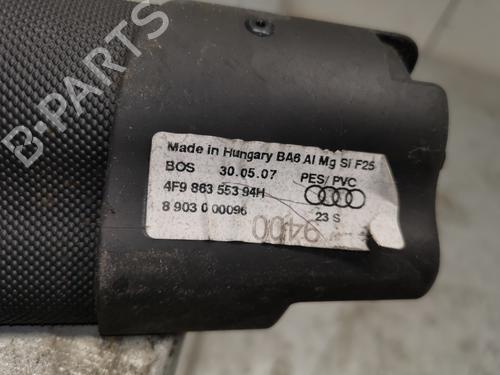 B-PARTS
Made in Hungary BA6 Al Mg Si F25
BOS 30.05.07 PES/PVC
4F9 863 553 94H
8 903 0 00096 23 S
9400